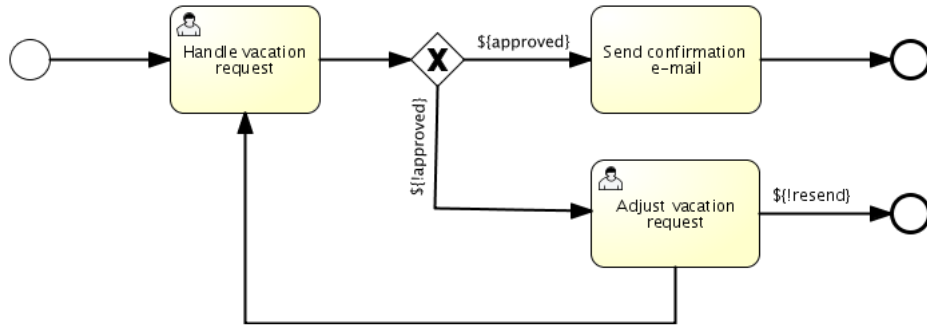 Handle vacation
request
${approved}
Send confirmation
e-mail
${!approved}
Adjust vacation
request
${!resend}